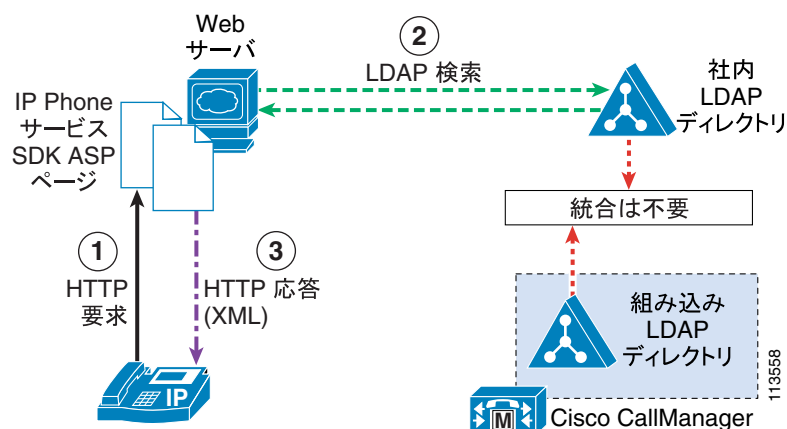 Web
サーバ
2
LDAP 検索
社内
LDAP
ディレクトリ
IP Phone
サービス
SDK ASP
ページ
統合は不要
1
HTTP
要求
3
HTTP 応答
(XML)
組み込み
LDAP
ディレクトリ
IP
M
Cisco CallManager
113558